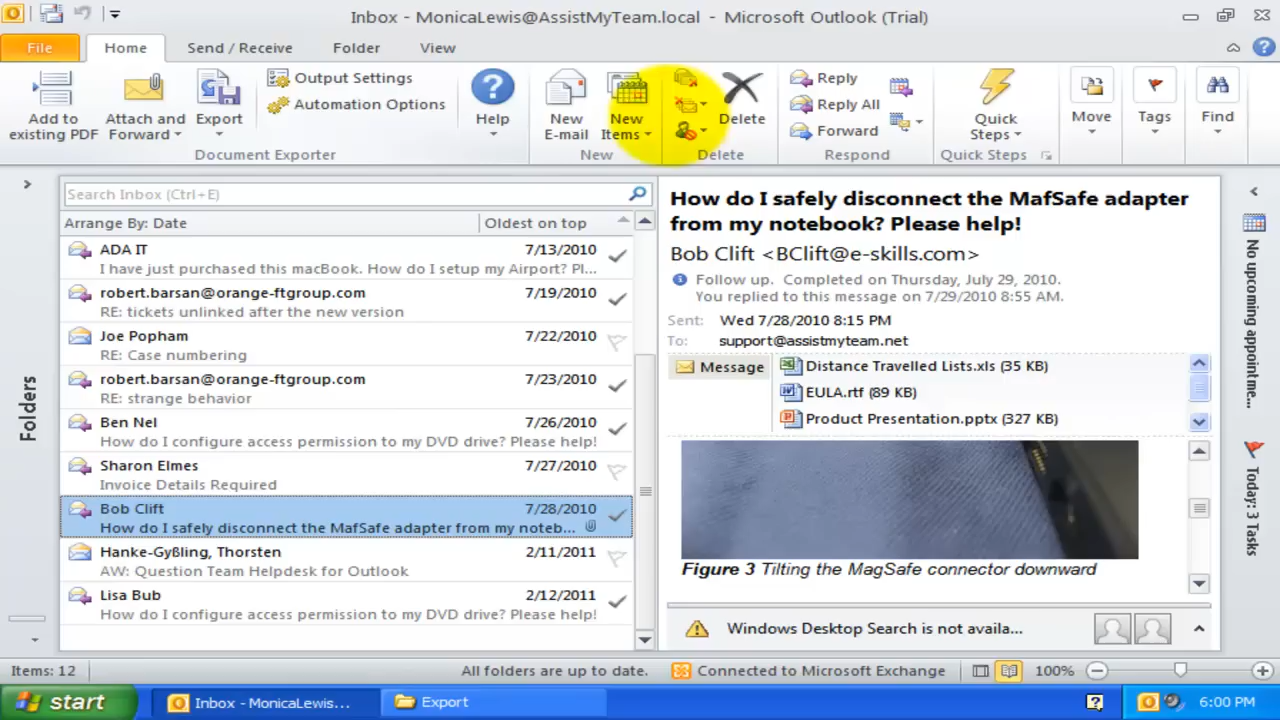 Inbox - MonicaLewis@AssistMyTeam.local - Microsoft Outlook (Trial)
File Home Send / Receive Folder View
Add to existing PDF
Attach and Forward
Export
Output Settings
Automation Options
Help
New E-mail
New Items
Delete
Reply
Reply All
Forward
Quick Steps
Move
Tags
Find
Document Exporter New Delete Respond Quick Steps
Folders
Search Inbox (Ctrl+E)
Arrange By: Date Oldest on top
ADA IT 7/13/2010
I have just purchased this macBook. How do I setup my Airport? Pl...
robert.barsan@orange-ftgroup.com 7/19/2010
RE: tickets unlinked after the new version
Joe Popham 7/22/2010
RE: Case numbering
robert.barsan@orange-ftgroup.com 7/23/2010
RE: strange behavior
Ben Nel 7/26/2010
How do I configure access permission to my DVD drive? Please help!
Sharon Elmes 7/27/2010
Invoice Details Required
Bob Clift 7/28/2010
How do I safely disconnect the MafSafe adapter from my noteb...
Hanke-Gyßling, Thorsten 2/11/2011
AW: Question Team Helpdesk for Outlook
Lisa Bub 2/12/2011
How do I configure access permission to my DVD drive? Please help!
How do I safely disconnect the MafSafe adapter
from my notebook? Please help!
Bob Clift <BClift@e-skills.com>
Follow up. Completed on Thursday, July 29, 2010.
You replied to this message on 7/29/2010 8:55 AM.
Sent: Wed 7/28/2010 8:15 PM
To: support@assistmyteam.net
Message
Distance Travelled Lists.xls (35 KB)
EULA.rtf (89 KB)
Product Presentation.pptx (327 KB)
Figure 3 Tilting the MagSafe connector downward
Windows Desktop Search is not availa...
No upcoming appointme...
Today: 3 Tasks
Items: 12 All folders are up to date. Connected to Microsoft Exchange 100%
start Inbox - MonicaLewis... Export 6:00 PM